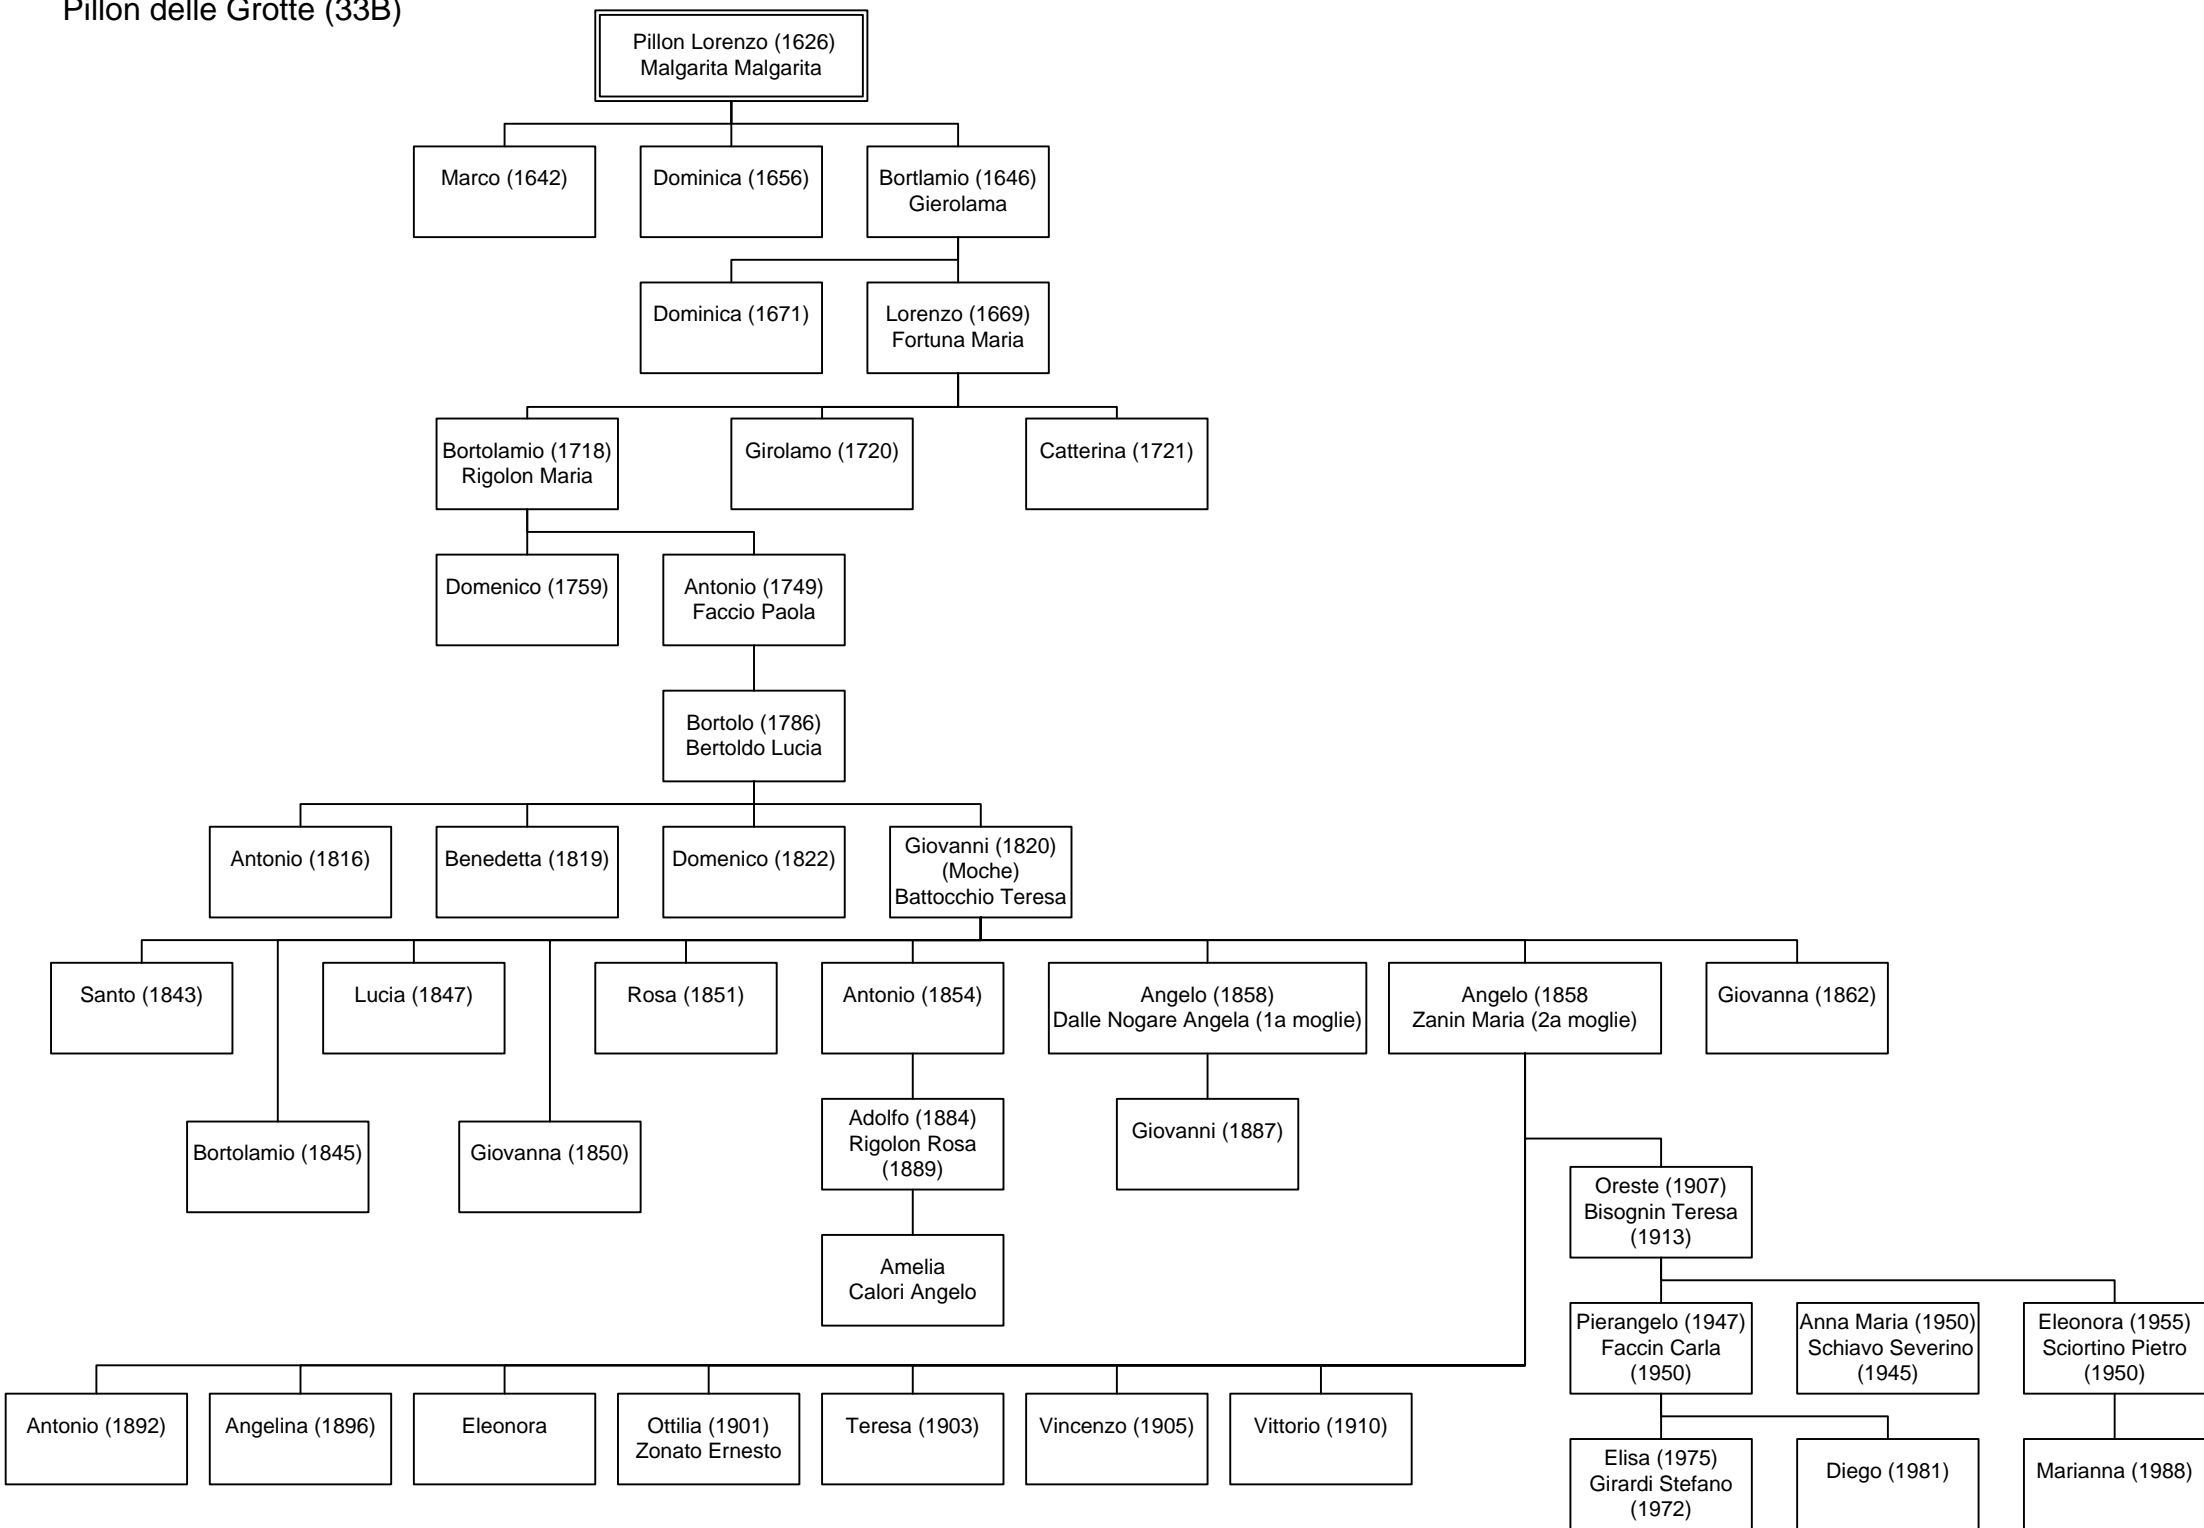 Pillon delle Grotte (33B)
Pillon Lorenzo (1626)
Malgarita Malgarita
Marco (1642)
Dominica (1656)
Bortlamio (1646)
Gierolama
Dominica (1671)
Lorenzo (1669)
Fortuna Maria
Bortolamio (1718)
Rigolon Maria
Girolamo (1720)
Catterina (1721)
Domenico (1759)
Antonio (1749)
Faccio Paola
Bortolo (1786)
Bertoldo Lucia
Antonio (1816)
Benedetta (1819)
Domenico (1822)
Giovanni (1820)
(Moche)
Battocchio Teresa
Santo (1843)
Lucia (1847)
Rosa (1851)
Antonio (1854)
Angelo (1858)
Dalle Nogare Angela (1a moglie)
Angelo (1858
Zanin Maria (2a moglie)
Giovanna (1862)
Bortolamio (1845)
Giovanna (1850)
Adolfo (1884)
Rigolon Rosa
(1889)
Giovanni (1887)
Oreste (1907)
Bisognin Teresa
(1913)
Amelia
Calori Angelo
Pierangelo (1947)
Faccin Carla
(1950)
Anna Maria (1950)
Schiavo Severino
(1945)
Eleonora (1955)
Sciortino Pietro
(1950)
Antonio (1892)
Angelina (1896)
Eleonora
Ottilia (1901)
Zonato Ernesto
Teresa (1903)
Vincenzo (1905)
Vittorio (1910)
Elisa (1975)
Girardi Stefano
(1972)
Diego (1981)
Marianna (1988)